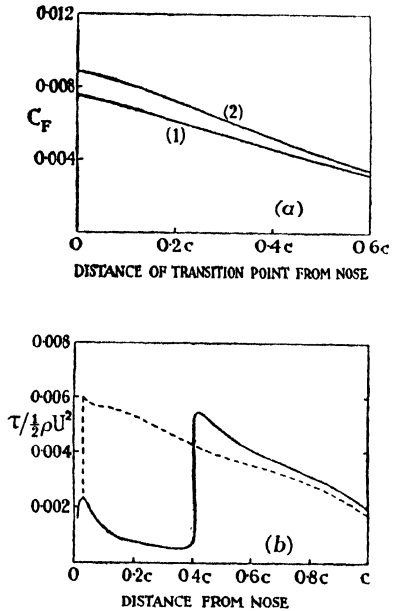 0·012
0·008
C_F
0·004
(2)
(1)
(a)
0 0·2c 0·4c 0·6c
DISTANCE OF TRANSITION POINT FROM NOSE
0·008
0·006
τ/½ρU²
0·004
0·002
(b)
0 0·2c 0·4c 0·6c 0·8c C
DISTANCE FROM NOSE